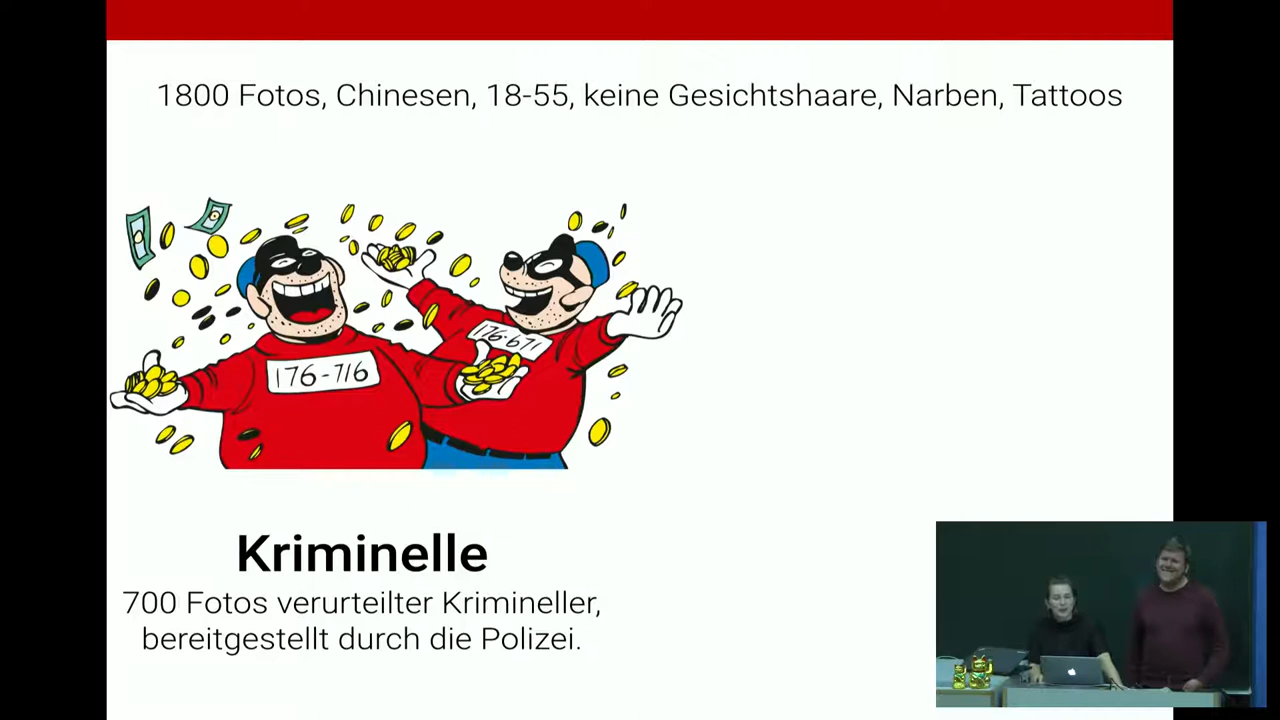 1800 Fotos, Chinesen, 18-55, keine Gesichtshaare, Narben, Tattoos
176-671
176-716
Kriminelle
700 Fotos verurteilter Krimineller,
bereitgestellt durch die Polizei.